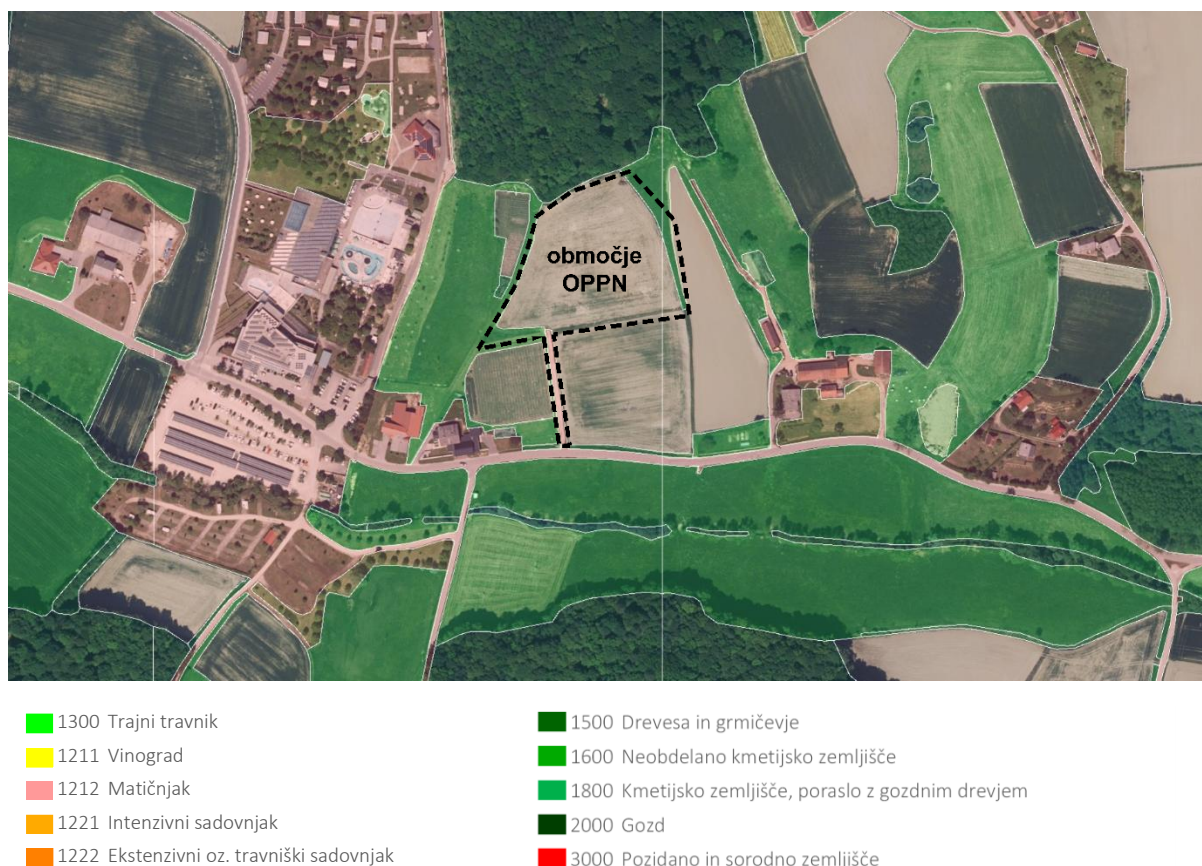 območje
OPPN
1300 Trajni travnik
1211 Vinograd
1212 Matičnjak
1221 Intenzivni sadovnjak
1222 Ekstenzivni oz. travniški sadovnjak
1500 Drevesa in grmičevje
1600 Neobdelano kmetijsko zemljišče
1800 Kmetijsko zemljišče, poraslo z gozdnim drevjem
2000 Gozd
3000 Pozidano in sorodno zemljišče